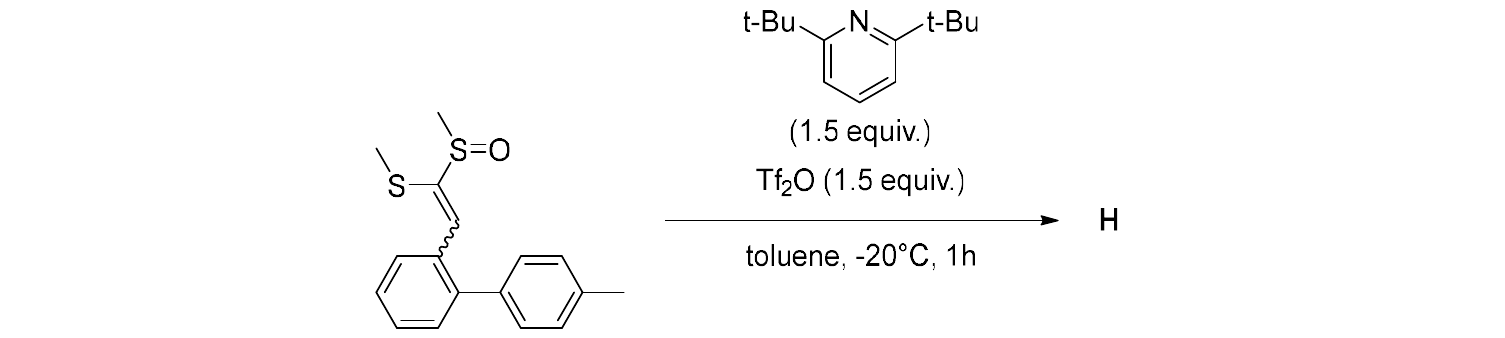 t-Bu N t-Bu
(1.5 equiv.)
S=O
S
Tf₂O (1.5 equiv.)
H
toluene, -20°C, 1h